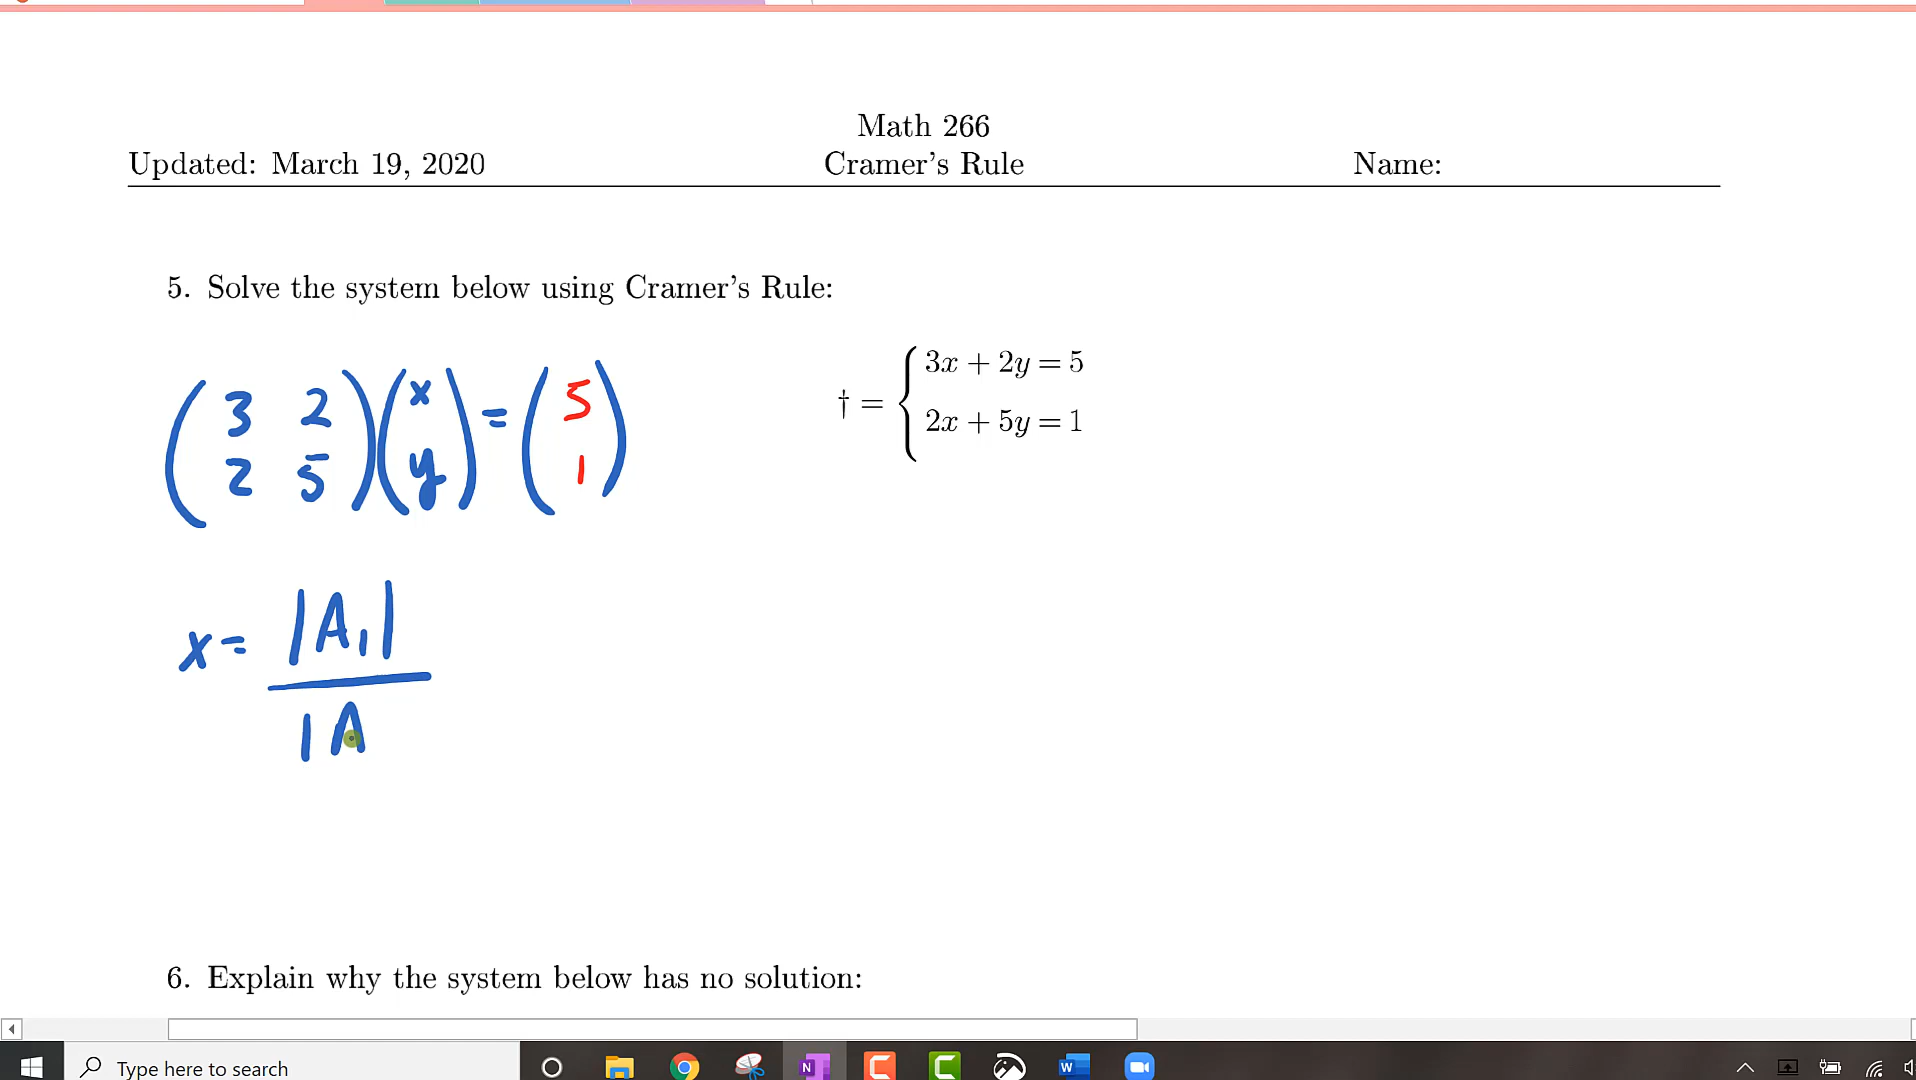 Math 266
Updated: March 19, 2020 Cramer's Rule Name:
5. Solve the system below using Cramer's Rule:
† = { 3x + 2y = 5
2x + 5y = 1
( 3 2 ) ( x ) = ( 5 )
2 5 y 1
x = |A₁|
|A
6. Explain why the system below has no solution:
Type here to search